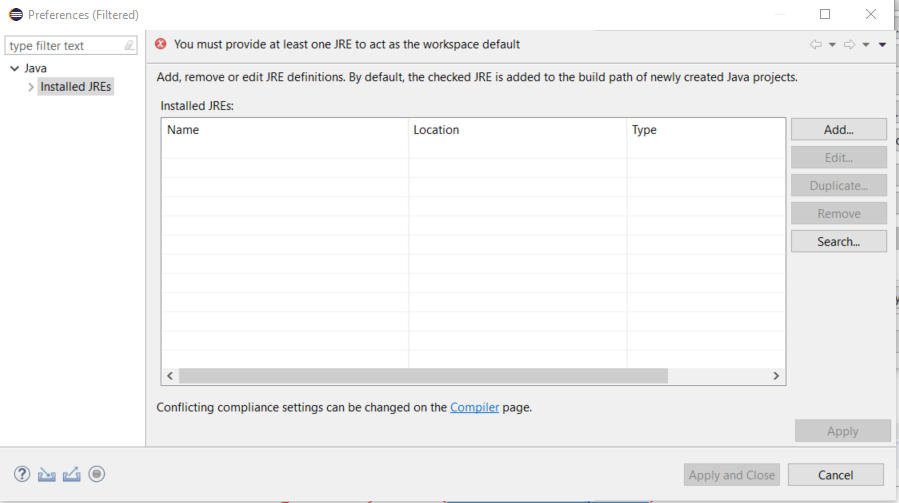 Preferences (Filtered)
type filter text
You must provide at least one JRE to act as the workspace default
Java
Installed JREs
Add, remove or edit JRE definitions. By default, the checked JRE is added to the build path of newly created Java projects.
Installed JREs:
Name Location Type
Add...
Edit...
Duplicate...
Remove
Search...
Conflicting compliance settings can be changed on the Compiler page.
Apply
Apply and Close Cancel